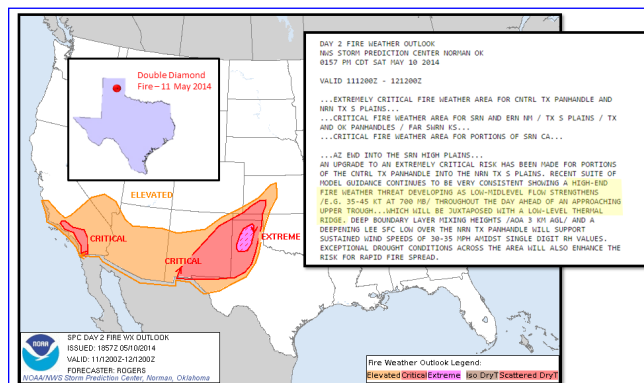 Double Diamond
Fire – 11 May 2014
ELEVATED
CRITICAL
CRITICAL
EXTREME
DAY 2 FIRE WEATHER OUTLOOK
NWS STORM PREDICTION CENTER NORMAN OK
0157 PM CDT SAT MAY 10 2014
VALID 111200Z - 121200Z
...EXTREMELY CRITICAL FIRE WEATHER AREA FOR CNTRL TX PANHANDLE AND
NRN TX S PLAINS...
...CRITICAL FIRE WEATHER AREA FOR SRN AND ERN NM / TX S PLAINS / TX
AND OK PANHANDLES / FAR SWRN KS...
...CRITICAL FIRE WEATHER AREA FOR PORTIONS OF SRN CA...
...AZ EWD INTO THE SRN HIGH PLAINS...
AN UPGRADE TO AN EXTREMELY CRITICAL RISK HAS BEEN MADE FOR PORTIONS
OF THE CNTRL TX PANHANDLE INTO THE NRN TX S PLAINS. RECENT SUITE OF
MODEL GUIDANCE CONTINUES TO BE VERY CONSISTENT SHOWING A HIGH-END
FIRE WEATHER THREAT DEVELOPING AS LOW-MIDLEVEL FLOW STRENGTHENS
/E.G. 35-45 KT AT 700 MB/ THROUGHOUT THE DAY AHEAD OF AN APPROACHING
UPPER TROUGH...WHICH WILL BE JUXTAPOSED WITH A LOW-LEVEL THERMAL
RIDGE. DEEP BOUNDARY LAYER MIXING HEIGHTS /AOA 3 KM AGL/ AND A
DEEPENING LEE SFC LOW OVER THE NRN TX PANHANDLE WILL SUPPORT
SUSTAINED WIND SPEEDS OF 30-35 MPH AMIDST SINGLE DIGIT RH VALUES.
EXCEPTIONAL DROUGHT CONDITIONS ACROSS THE AREA WILL ALSO ENHANCE THE
RISK FOR RAPID FIRE SPREAD.
NOAA
SPC DAY 2 FIRE WX OUTLOOK
ISSUED: 1857Z 05/10/2014
VALID: 11/1200Z-12/1200Z
FORECASTER: ROGERS
NOAA/NWS Storm Prediction Center, Norman, Oklahoma
Fire Weather Outlook Legend:
Elevated Critical Extreme Iso DryT Scattered DryT